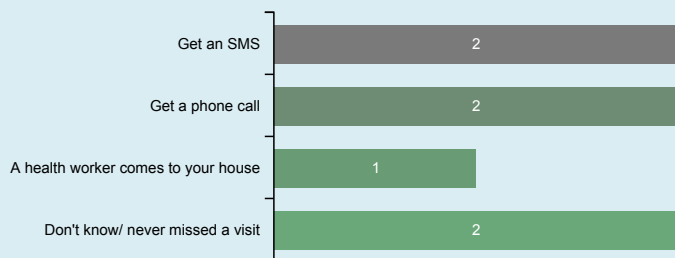 Get an SMS 2
Get a phone call 2
A health worker comes to your house 1
Don't know/ never missed a visit 2